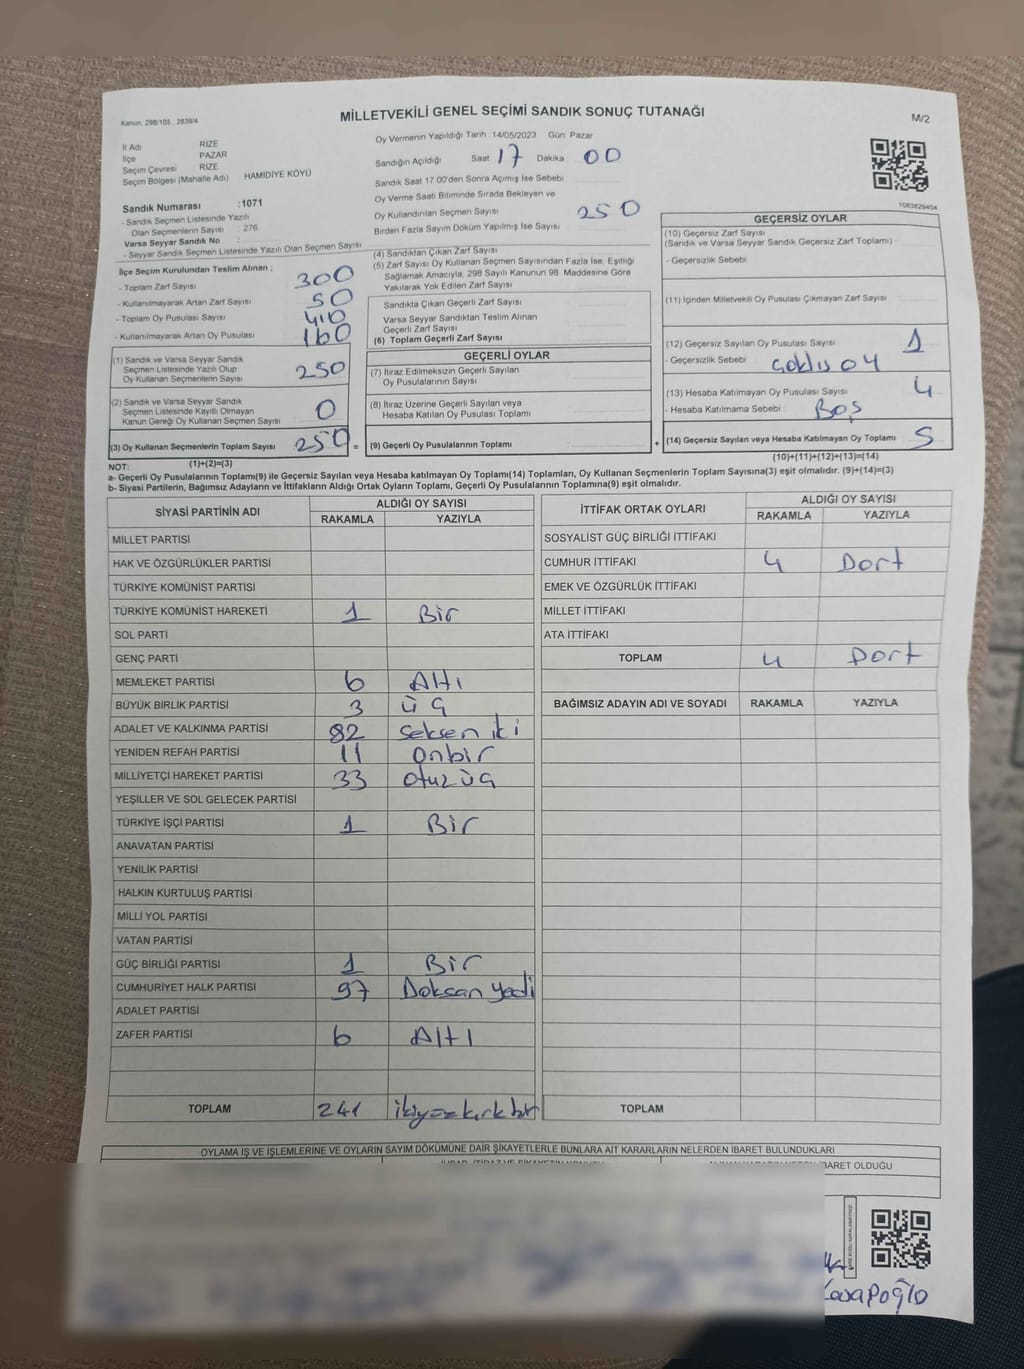 MİLLETVEKİLİ GENEL SEÇİMİ SANDIK SONUÇ TUTANAĞI
Kanun, 298/105 , 2839/4
M/2
İl Adı RİZE
İlçe PAZAR
Seçim Çevresi RİZE
Seçim Bölgesi (Mahalle Adı) HAMİDİYE KÖYÜ
Sandık Numarası :1071
- Sandık Seçmen Listesinde Yazılı
Olan Seçmenlerin Sayısı : 276
Varsa Seyyar Sandık No :
- Seyyar Sandık Seçmen Listesinde Yazılı Olan Seçmen Sayısı
İlçe Seçim Kurulundan Teslim Alınan ;
- Toplam Zarf Sayısı 300
- Kullanılmayarak Artan Zarf Sayısı 50
- Toplam Oy Pusulası 410
- Kullanılmayarak Artan Oy Pusulası 160
(1) Sandık ve Varsa Seyyar Sandık
Seçmen Listesinde Yazılı Olup
Oy Kullanan Seçmenlerin Sayısı 250
(2) Sandık ve Varsa Seyyar Sandık
Seçmen Listesinde Kayıtlı Olmayan
Kanun Gereği Oy Kullanan Seçmen Sayısı 0
(3) Oy Kullanan Seçmenlerin Toplam Sayısı 250 =
(1)+(2)=(3)
Oy Vermenin Yapıldığı Tarih :14/05/2023 Gün: Pazar
Sandığın Açıldığı Saat 17 Dakika 00
Sandık Saat 17:00'den Sonra Açımış İse Sebebi
Oy Verme Saati Bitiminde Sırada Bekleyen ve
Oy Kullandırılan Seçmen Sayısı 250
Birden Fazla Sayım Döküm Yapılmış İse Sayısı
(4) Sandıktan Çıkan Zarf Sayısı
(5) Zarf Sayısı Oy Kullanan Seçmen Sayısından Fazla İse, Eşitliği
Sağlamak Amacıyla, 298 Sayılı Kanunun 98. Maddesine Göre
Yakılarak Yok Edilen Zarf Sayısı
Sandıkta Çıkan Geçerli Zarf Sayısı
Varsa Seyyar Sandıktan Teslim Alınan
Geçerli Zarf Sayısı
(6) Toplam Geçerli Zarf Sayısı
GEÇERLİ OYLAR
(7) İtiraz Edilmeksizin Geçerli Sayılan
Oy Pusulalarının Sayısı
(8) İtiraz Üzerine Geçerli Sayılan veya
Hesaba Katılan Oy Pusulası Toplamı
(9) Geçerli Oy Pusulalarının Toplamı +
1083829404
GEÇERSİZ OYLAR
(10) Geçersiz Zarf Sayısı
(Sandık ve Varsa Seyyar Sandık Geçersiz Zarf Toplamı)
- Geçersizlik Sebebi
(11) İçinden Milletvekili Oy Pusulası Çıkmayan Zarf Sayısı
(12) Geçersiz Sayılan Oy Pusulası Sayısı 1
- Geçersizlik Sebebi
(13) Hesaba Katılmayan Oy Pusulası Sayısı 4
- Hesaba Katılmama Sebebi Boş
(14) Geçersiz Sayılan veya Hesaba Katılmayan Oy Toplamı 5
(10)+(11)+(12)+(13)=(14)
NOT:
a- Geçerli Oy Pusulalarının Toplamı(9) ile Geçersiz Sayılan veya Hesaba katılmayan Oy Toplamı(14) Toplamları, Oy Kullanan Seçmenlerin Toplam Sayısına(3) eşit olmalıdır. (9)+(14)=(3)
b- Siyasi Partilerin, Bağımsız Adayların ve İttifakların Aldığı Ortak Oyların Toplamı, Geçerli Oy Pusulalarının Toplamına(9) eşit olmalıdır.
SİYASİ PARTİNİN ADI ALDIĞI OY SAYISI
RAKAMLA YAZIYLA
MİLLET PARTİSİ
HAK VE ÖZGÜRLÜKLER PARTİSİ
TÜRKİYE KOMÜNİST PARTİSİ
TÜRKİYE KOMÜNİST HAREKETİ 1 Bir
SOL PARTİ
GENÇ PARTİ
MEMLEKET PARTİSİ 6 Altı
BÜYÜK BİRLİK PARTİSİ 3 üç
ADALET VE KALKINMA PARTİSİ 82 Seksen iki
YENİDEN REFAH PARTİSİ 11 onbir
MİLLİYETÇİ HAREKET PARTİSİ 33 otuzüç
YEŞİLLER VE SOL GELECEK PARTİSİ
TÜRKİYE İŞÇİ PARTİSİ 1 Bir
ANAVATAN PARTİSİ
YENİLİK PARTİSİ
HALKIN KURTULUŞ PARTİSİ
MİLLİ YOL PARTİSİ
VATAN PARTİSİ
GÜÇ BİRLİĞİ PARTİSİ 1 Bir
CUMHURİYET HALK PARTİSİ 97 Doksan yedi
ADALET PARTİSİ
ZAFER PARTİSİ 6 Altı
TOPLAM 241 ikiyüzkırkbir
İTTİFAK ORTAK OYLARI ALDIĞI OY SAYISI
RAKAMLA YAZIYLA
SOSYALİST GÜÇ BİRLİĞİ İTTİFAKI
CUMHUR İTTİFAKI 4 Dort
EMEK VE ÖZGÜRLÜK İTTİFAKI
MİLLET İTTİFAKI
ATA İTTİFAKI
TOPLAM 4 Dort
BAĞIMSIZ ADAYIN ADI VE SOYADI RAKAMLA YAZIYLA
TOPLAM
OYLAMA İŞ VE İŞLEMLERİNE VE OYLARIN SAYIM DÖKÜMÜNE DAİR ŞİKAYETLERLE BUNLARA AİT KARARLARIN NELERDEN İBARET BULUNDUKLARI
İBARET OLDUĞU